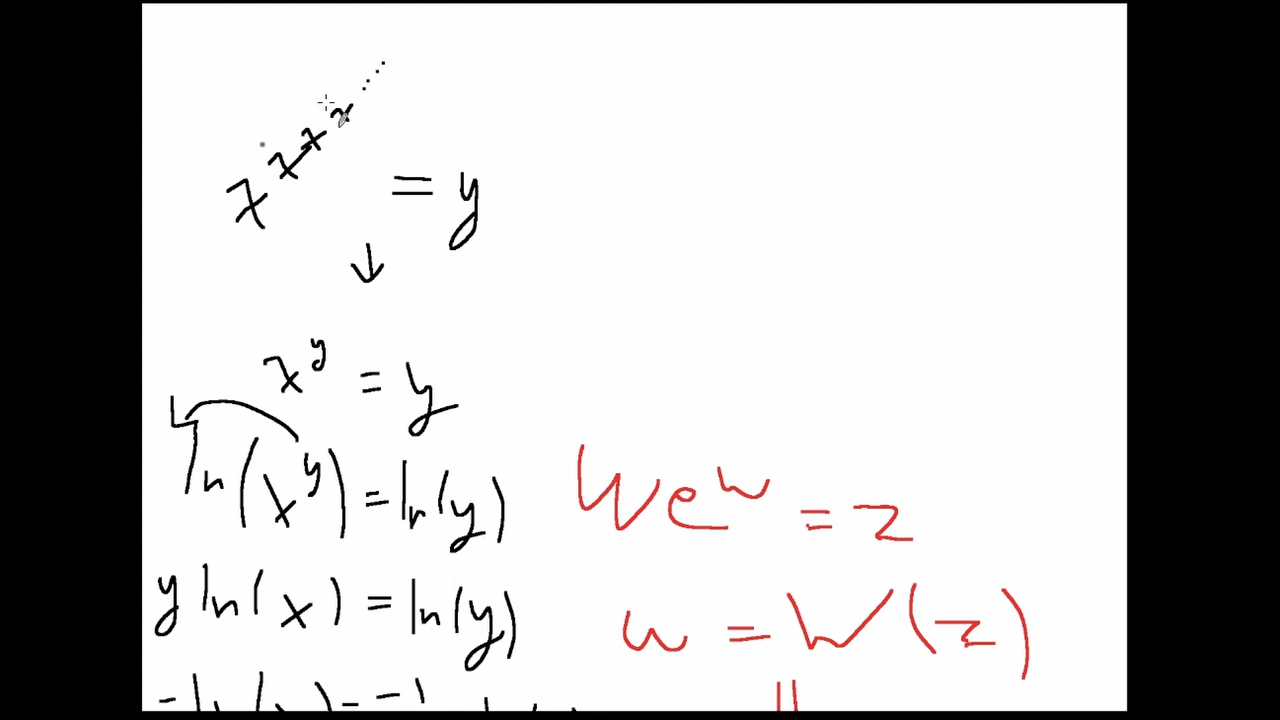 x^x^x^x^.... = y
↓
x^y = y
ln(x^y) = ln(y)
y ln(x) = ln(y)
We^w = z
w = W(z)